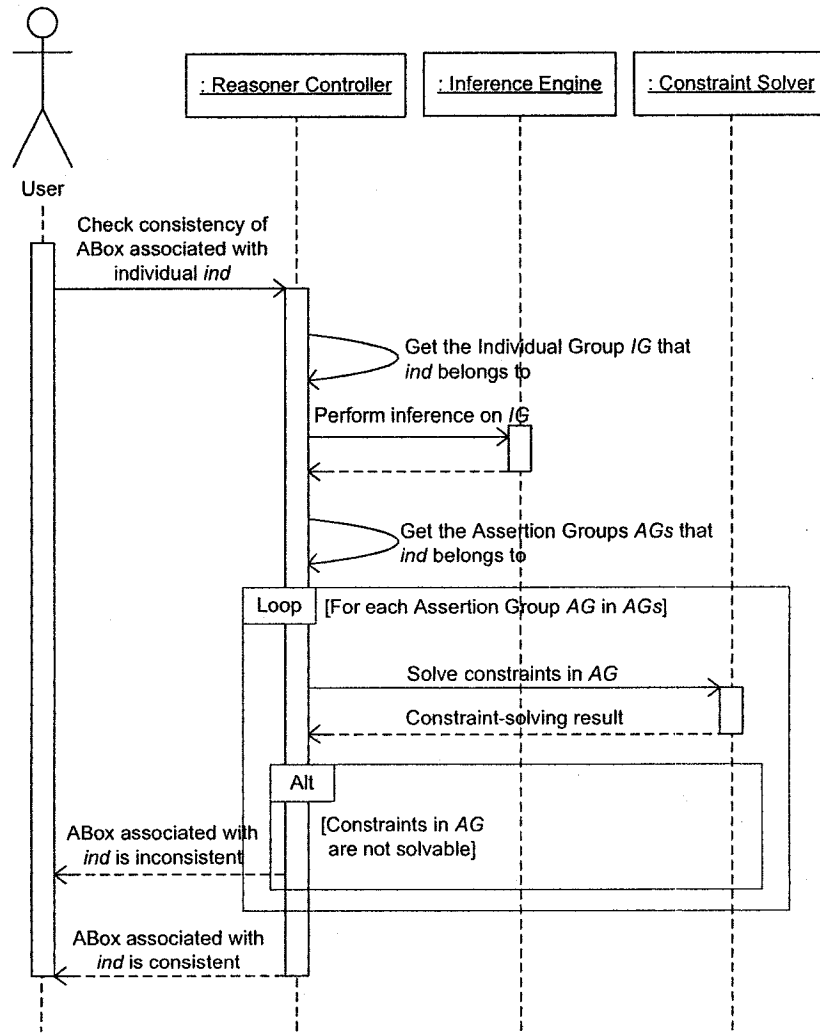 : Reasoner Controller
: Inference Engine
: Constraint Solver
User
Check consistency of
ABox associated with
individual ind
Get the Individual Group IG that
ind belongs to
Perform inference on IG
Get the Assertion Groups AGs that
ind belongs to
Loop
[For each Assertion Group AG in AGs]
Solve constraints in AG
Constraint-solving result
Alt
[Constraints in AG
are not solvable]
ABox associated with
ind is inconsistent
ABox associated with
ind is consistent